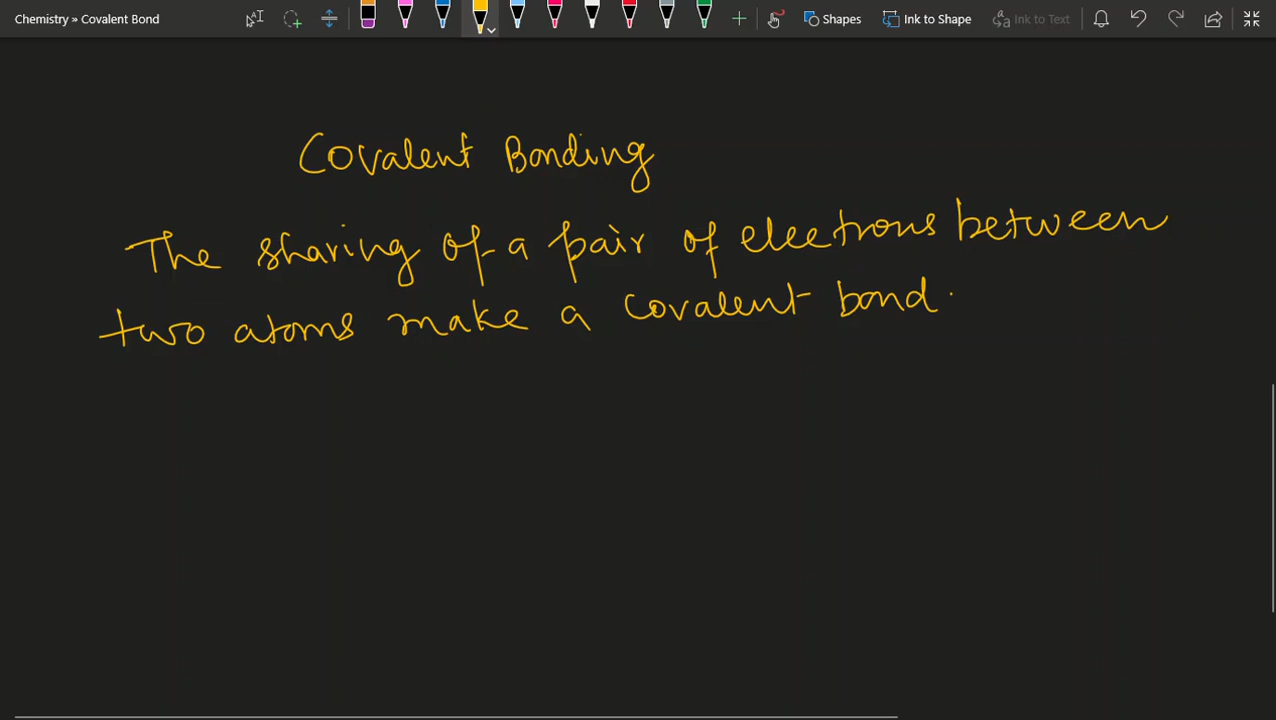 Chemistry » Covalent Bond
Shapes
Ink to Shape
Ink to Text
Covalent Bonding
The sharing of a pair of electrons between
two atoms make a covalent bond.